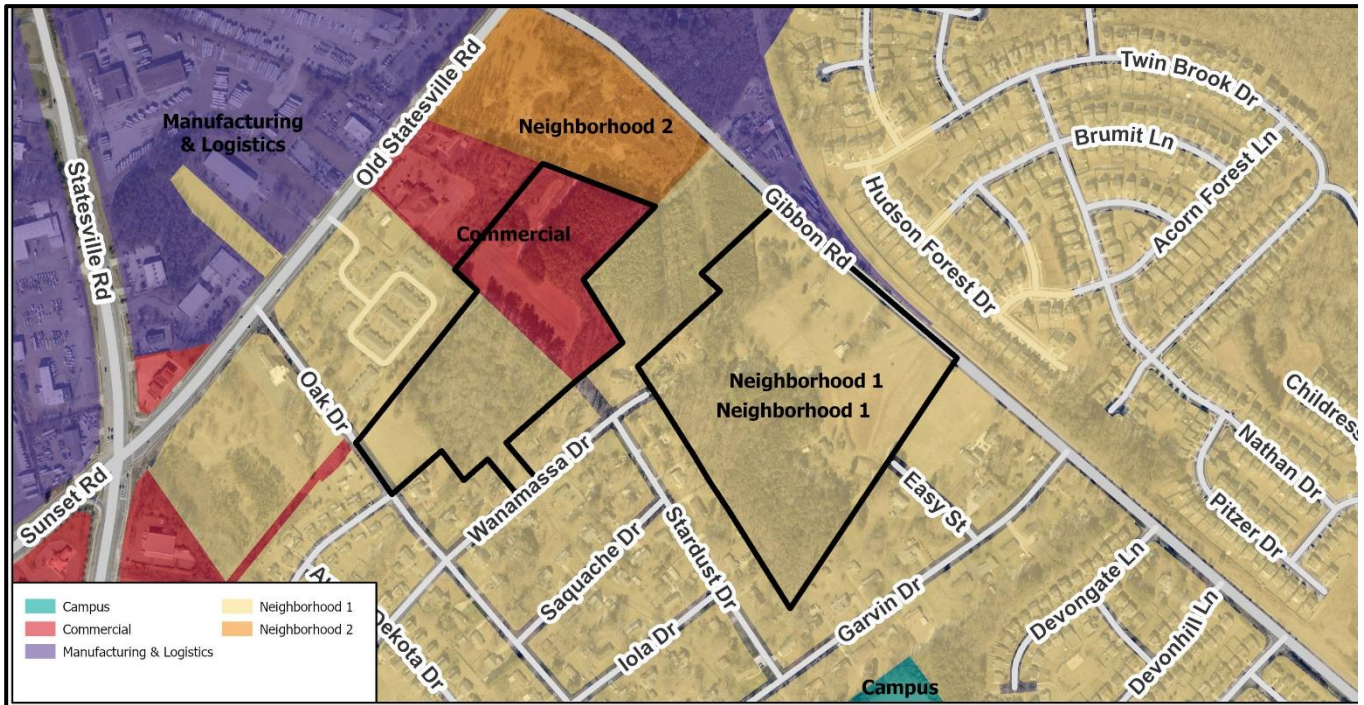 Twin Brook Dr
Brumit Ln
Acorn Forest Ln
Old Statesville Rd
Manufacturing
& Logistics
Neighborhood 2
Statesville Rd
Gibbon Rd
Hudson Forest Dr
Commercial
Neighborhood 1
Neighborhood 1
Oak Dr
Childress
Nathan Dr
Pitzer Dr
Sunset Rd
Wanamassa Dr
Easy St
Saquache Dr
Stardust Dr
Garvin Dr
Iola Dr
Devongate Ln
Devonhill Ln
Dekota Dr
Campus
Campus
Commercial
Manufacturing & Logistics
Neighborhood 1
Neighborhood 2